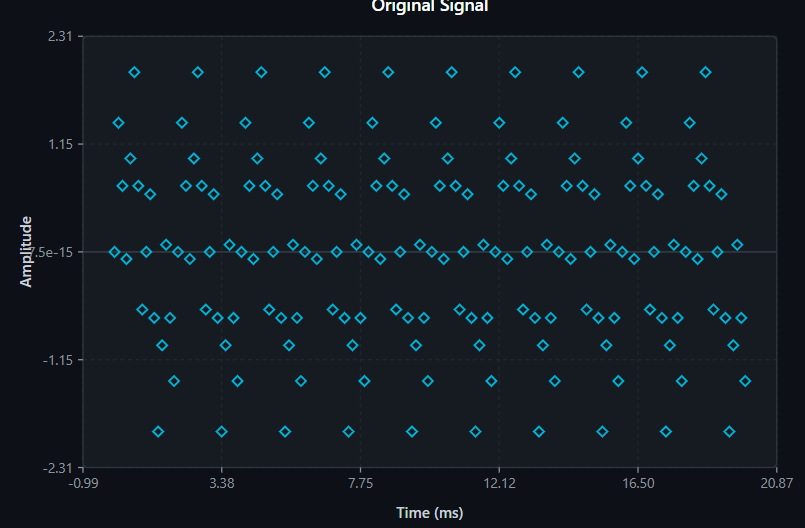 Original Signal
2.31
1.15
7.5e-15
-1.15
-2.31
Amplitude
-0.99 3.38 7.75 12.12 16.50 20.87
Time (ms)